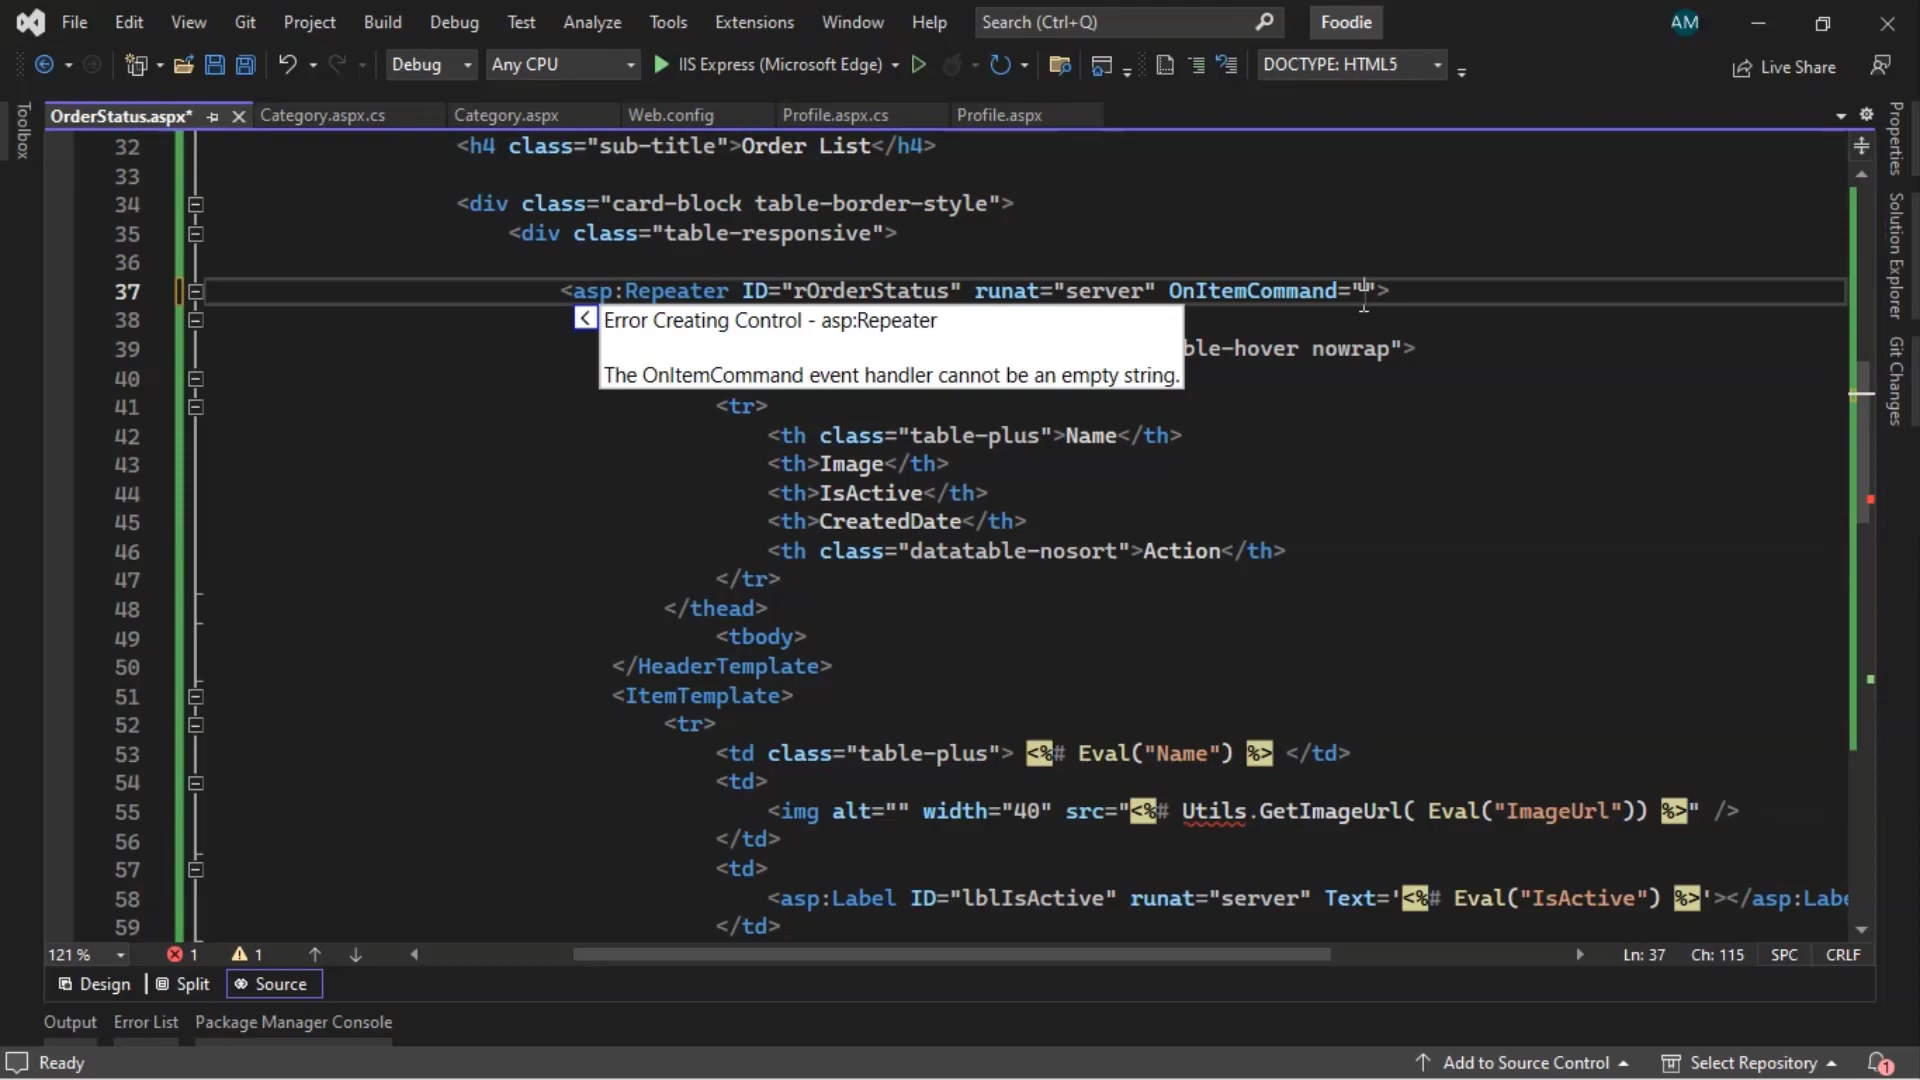 File Edit View Git Project Build Debug Test Analyze Tools Extensions Window Help Search (Ctrl+Q) Foodie AM
Debug Any CPU IIS Express (Microsoft Edge) DOCTYPE: HTML5 Live Share
Toolbox
OrderStatus.aspx* Category.aspx.cs Category.aspx Web.config Profile.aspx.cs Profile.aspx
32 <h4 class="sub-title">Order List</h4>
33
34 <div class="card-block table-border-style">
35 <div class="table-responsive">
36
37 <asp:Repeater ID="rOrderStatus" runat="server" OnItemCommand="">
38 < Error Creating Control - asp:Repeater
39 ble-hover nowrap">
40 The OnItemCommand event handler cannot be an empty string.
41 <tr>
42 <th class="table-plus">Name</th>
43 <th>Image</th>
44 <th>IsActive</th>
45 <th>CreatedDate</th>
46 <th class="datatable-nosort">Action</th>
47 </tr>
48 </thead>
49 <tbody>
50 </HeaderTemplate>
51 <ItemTemplate>
52 <tr>
53 <td class="table-plus"> <%# Eval("Name") %> </td>
54 <td>
55 <img alt="" width="40" src="<%# Utils.GetImageUrl( Eval("ImageUrl")) %>" />
56 </td>
57 <td>
58 <asp:Label ID="lblIsActive" runat="server" Text='<%# Eval("IsActive") %>'></asp:Labe
59 </td>
121 % 1 1 Ln: 37 Ch: 115 SPC CRLF
Design Split Source
Output Error List Package Manager Console
Ready Add to Source Control Select Repository 1
Properties
Solution Explorer
Git Changes